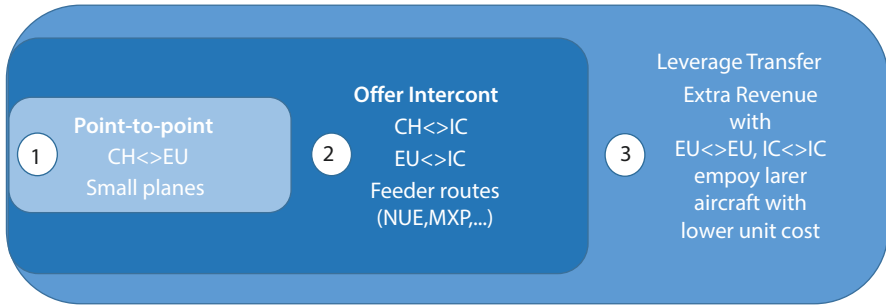 1
Point-to-point
CH<>EU
Small planes
2
Offer Intercont
CH<>IC
EU<>IC
Feeder routes
(NUE,MXP,...)
3
Leverage Transfer
Extra Revenue
with
EU<>EU, IC<>IC
empoy larer
aircraft with
lower unit cost